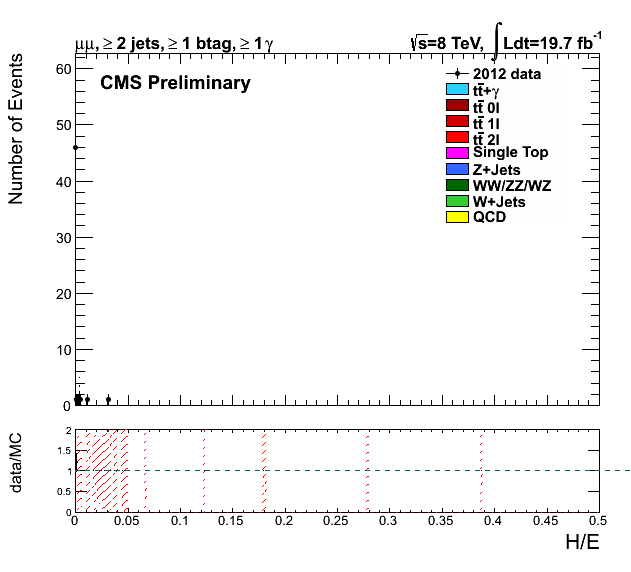 μμ, ≥ 2 jets, ≥ 1 btag, ≥ 1 γ
√s=8 TeV, ∫ Ldt=19.7 fb⁻¹
CMS Preliminary
2012 data
tt̄+γ
tt̄ 0l
tt̄ 1l
tt̄ 2l
Single Top
Z+Jets
WW/ZZ/WZ
W+Jets
QCD
Number of Events
60
50
40
30
20
10
0
data/MC
2
1.5
1
0.5
0
0 0.05 0.1 0.15 0.2 0.25 0.3 0.35 0.4 0.45 0.5
H/E